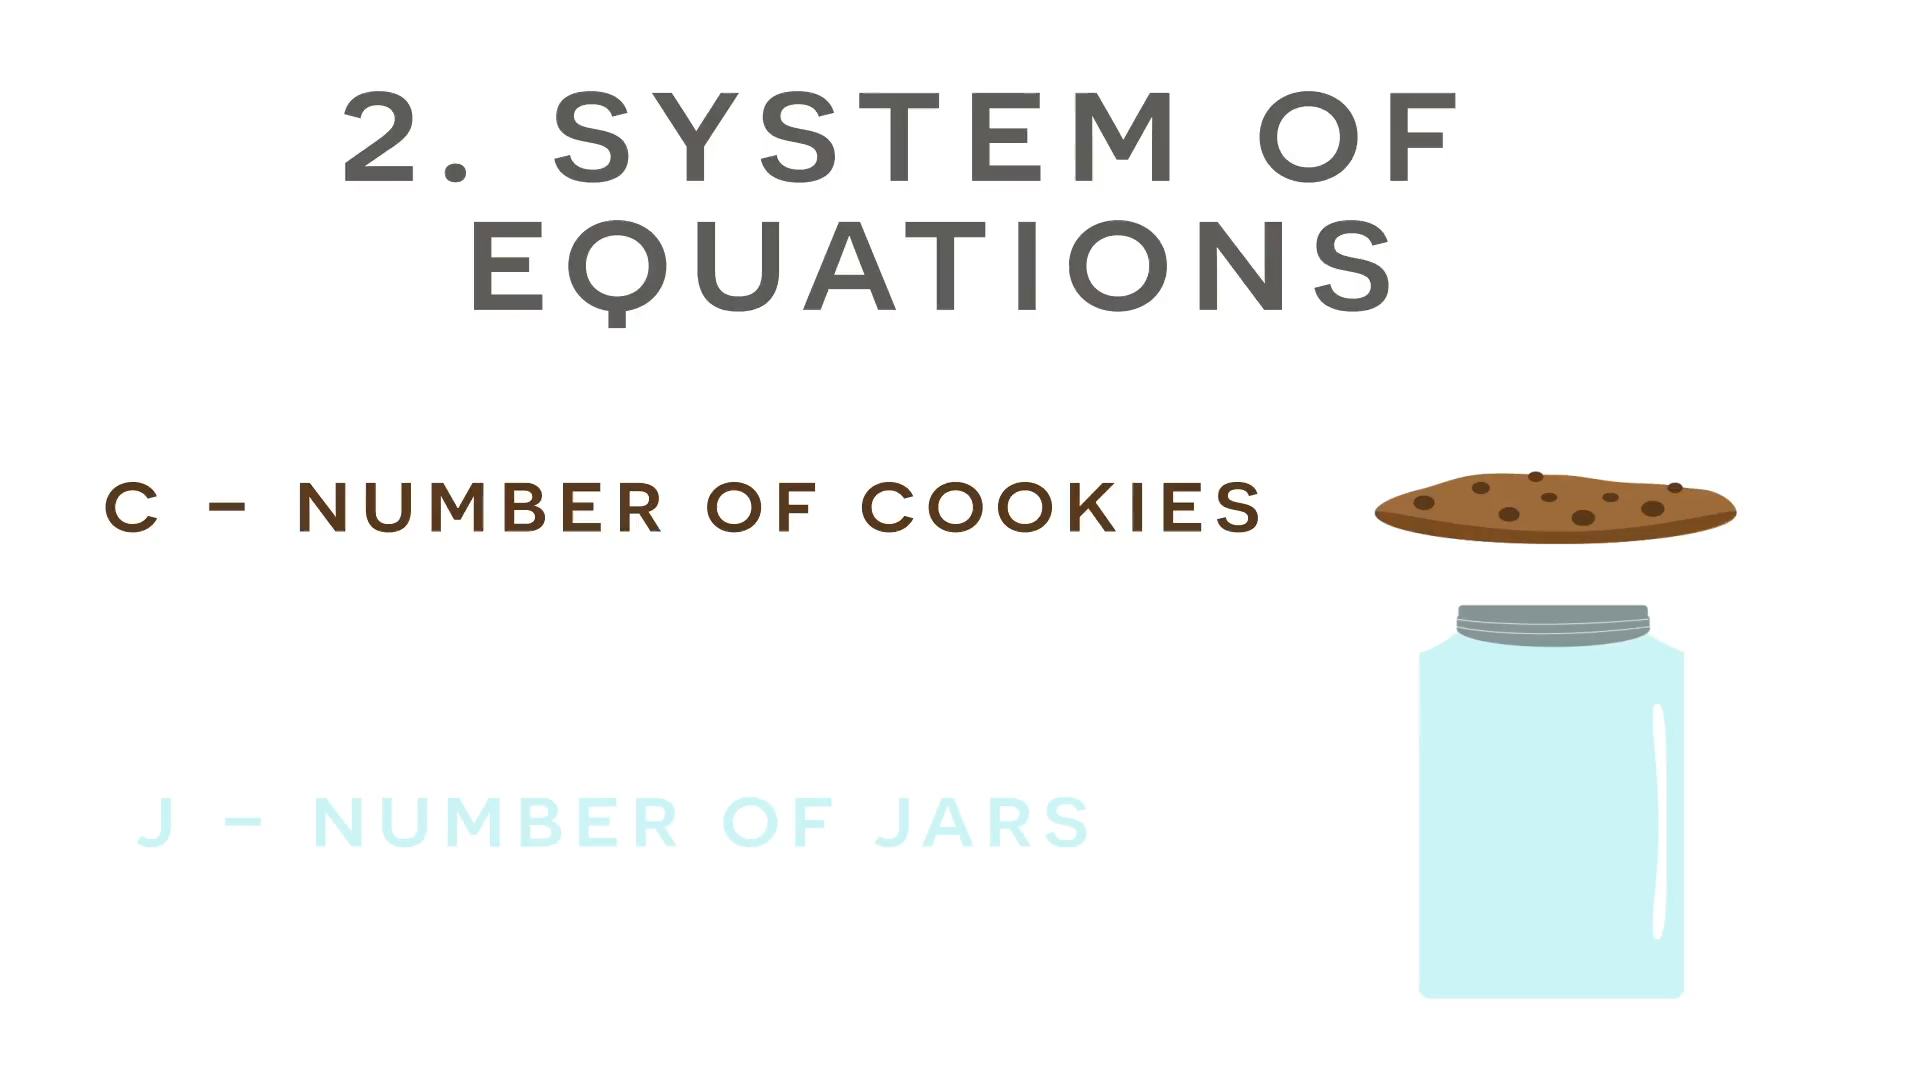 2. SYSTEM OF
EQUATIONS
C - NUMBER OF COOKIES
J - NUMBER OF JARS